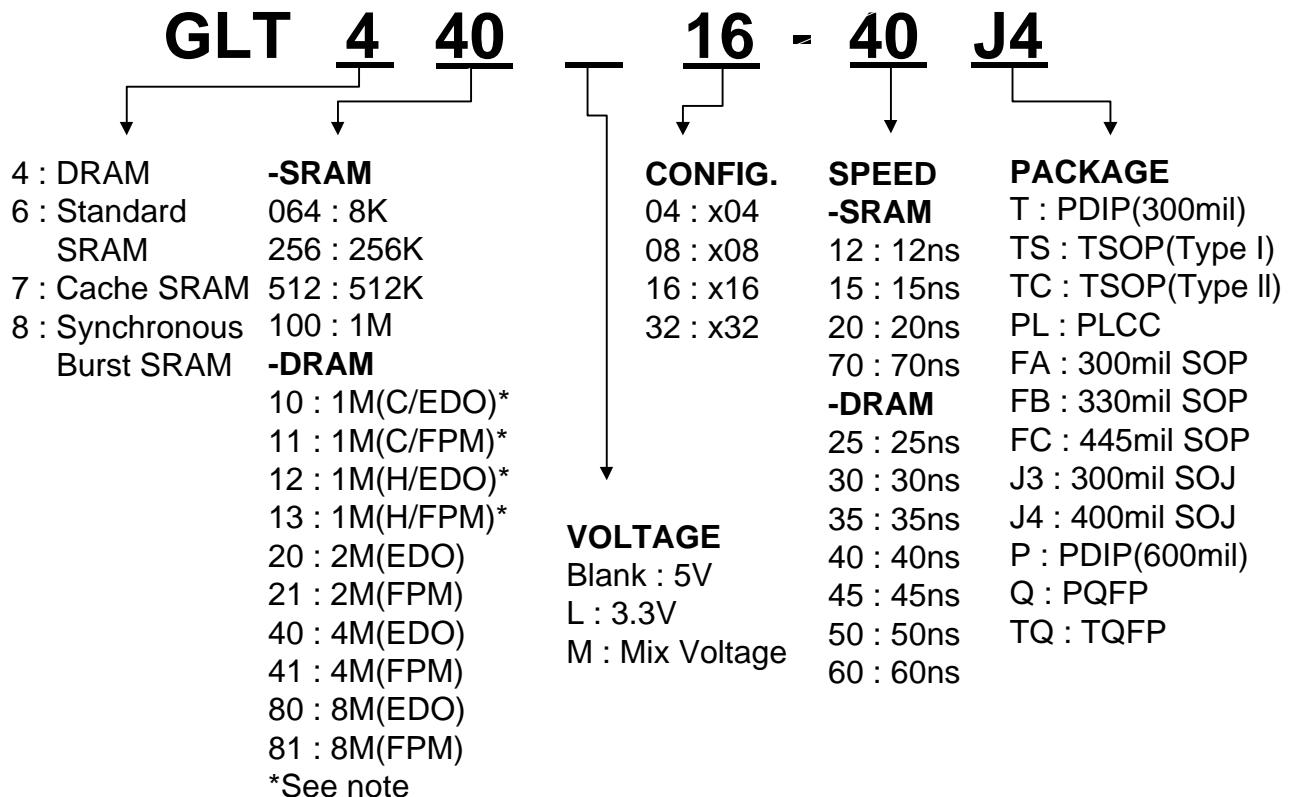 GLT 4 40 16 - 40 J4
4 : DRAM
6 : Standard
SRAM
7 : Cache SRAM
8 : Synchronous
Burst SRAM
-SRAM
064 : 8K
256 : 256K
512 : 512K
100 : 1M
-DRAM
10 : 1M(C/EDO)*
11 : 1M(C/FPM)*
12 : 1M(H/EDO)*
13 : 1M(H/FPM)*
20 : 2M(EDO)
21 : 2M(FPM)
40 : 4M(EDO)
41 : 4M(FPM)
80 : 8M(EDO)
81 : 8M(FPM)
*See note
VOLTAGE
Blank : 5V
L : 3.3V
M : Mix Voltage
CONFIG.
04 : x04
08 : x08
16 : x16
32 : x32
SPEED
-SRAM
12 : 12ns
15 : 15ns
20 : 20ns
70 : 70ns
-DRAM
25 : 25ns
30 : 30ns
35 : 35ns
40 : 40ns
45 : 45ns
50 : 50ns
60 : 60ns
PACKAGE
T : PDIP(300mil)
TS : TSOP(Type I)
TC : TSOP(Type ll)
PL : PLCC
FA : 300mil SOP
FB : 330mil SOP
FC : 445mil SOP
J3 : 300mil SOJ
J4 : 400mil SOJ
P : PDIP(600mil)
Q : PQFP
TQ : TQFP